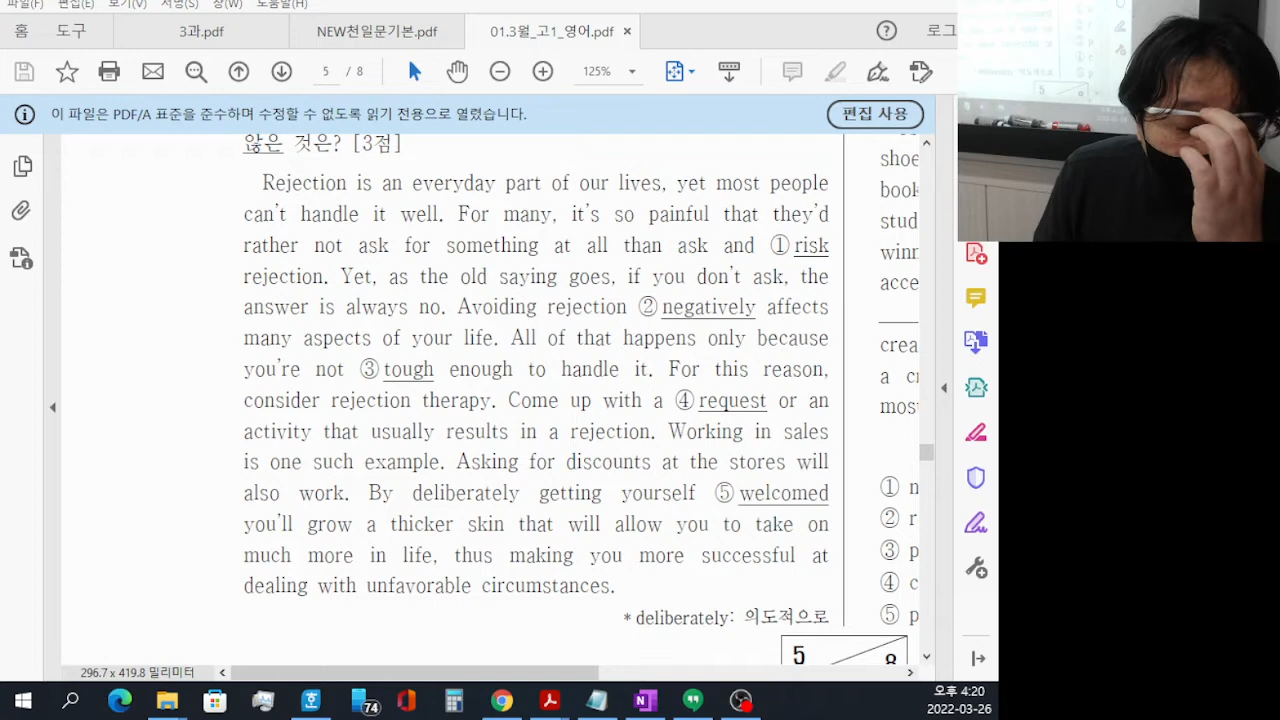 파일(F) 편집(E) 보기(V) 서명(S) 창(W) 도움말(H)
홈 도구 3과.pdf NEW천일문기본.pdf 01.3월_고1_영어.pdf × ? 로그
5 / 8 125%
이 파일은 PDF/A 표준을 준수하며 수정할 수 없도록 읽기 전용으로 열렸습니다. 편집 사용
않은 것은? [3점]
Rejection is an everyday part of our lives, yet most people
can't handle it well. For many, it's so painful that they'd
rather not ask for something at all than ask and ① risk
rejection. Yet, as the old saying goes, if you don't ask, the
answer is always no. Avoiding rejection ② negatively affects
many aspects of your life. All of that happens only because
you're not ③ tough enough to handle it. For this reason,
consider rejection therapy. Come up with a ④ request or an
activity that usually results in a rejection. Working in sales
is one such example. Asking for discounts at the stores will
also work. By deliberately getting yourself ⑤ welcomed
you'll grow a thicker skin that will allow you to take on
much more in life, thus making you more successful at
dealing with unfavorable circumstances.
* deliberately: 의도적으로
5 8
shoe
book
stud
winn
acce
crea
a cr
most
① n
② r
③ p
④ c
⑤ p
296.7 x 419.8 밀리미터
74
오후 4:20
2022-03-26